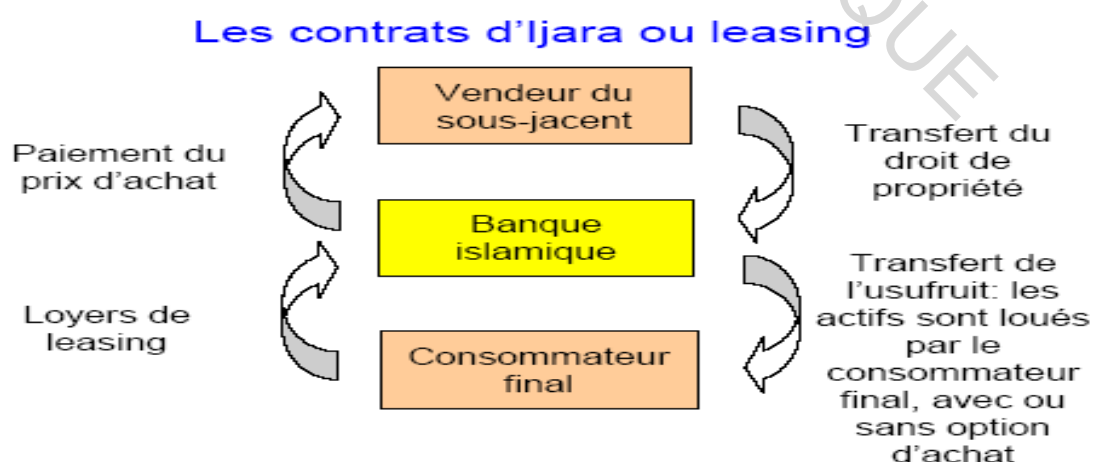 Les contrats d'Ijara ou leasing
Vendeur du
sous-jacent
Paiement du
prix d'achat
Transfert du
droit de
propriété
Banque
islamique
Loyers de
leasing
Transfert de
l'usufruit: les
actifs sont loués
par le
consommateur
final, avec ou
sans option
d'achat
Consommateur
final